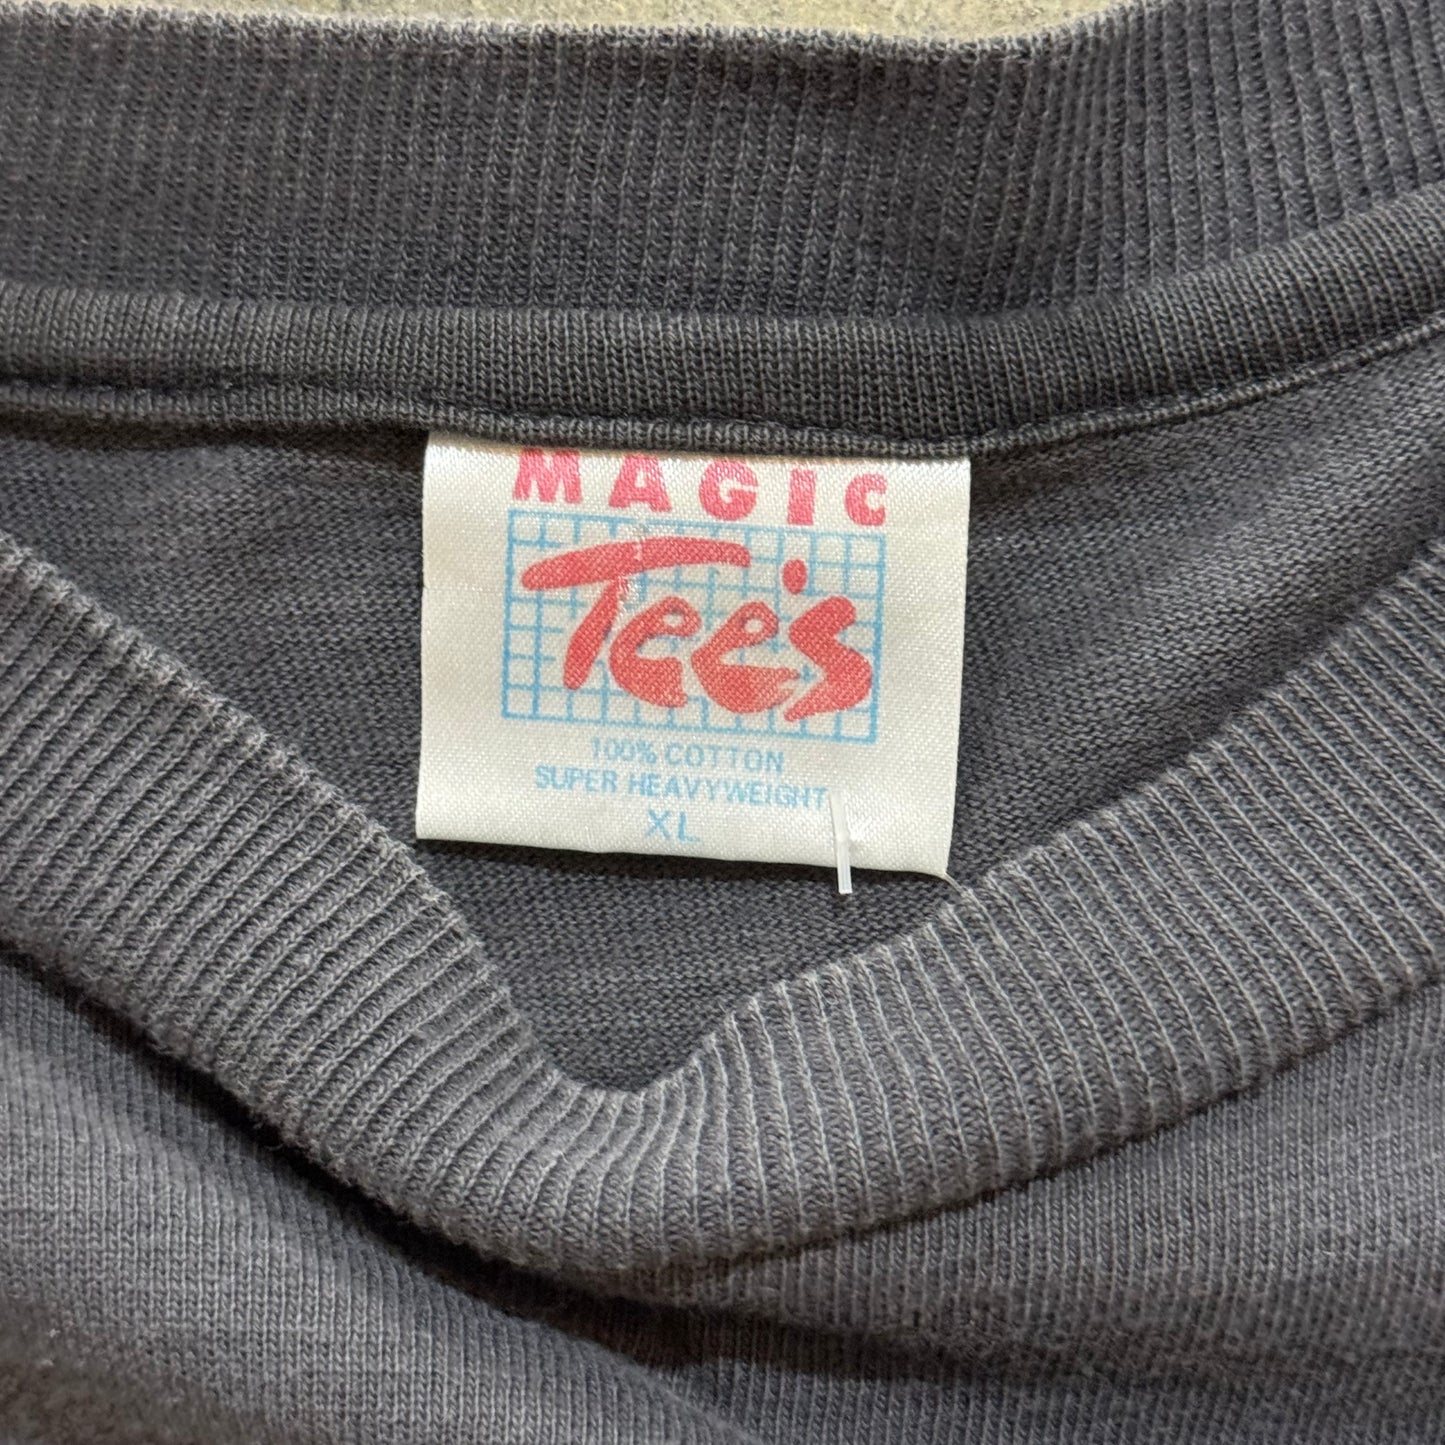 MAGIC
Tee's
100% COTTON
SUPER HEAVYWEIGHT
XL